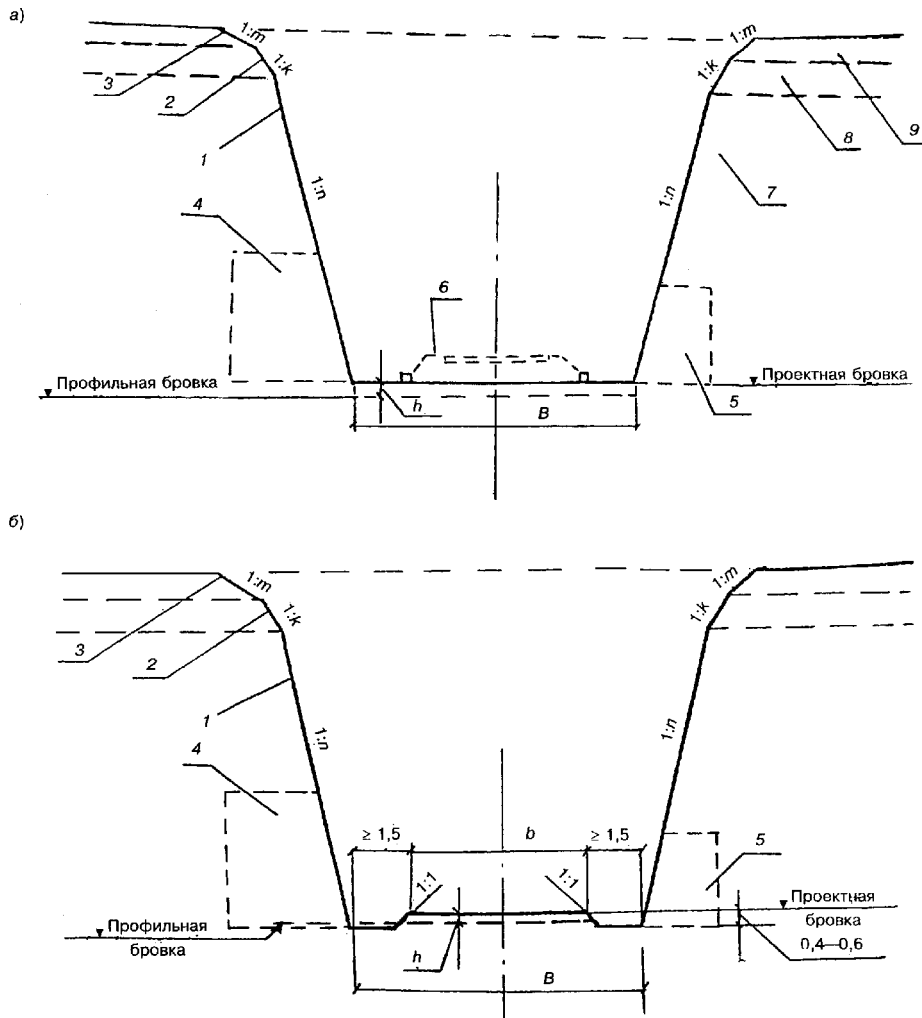 а)
1:m
1:m
1:k
1:k
3
2
9
8
1
1:n
1:n
7
4
6
Профильная бровка
Проектная бровка
h
B
5
б)
1:m
1:m
1:k
1:k
3
2
1
1:n
1:n
4
≥ 1,5
b
≥ 1,5
5
1:1
1:1
Проектная
бровка
0,4—0,6
Профильная
бровка
h
B